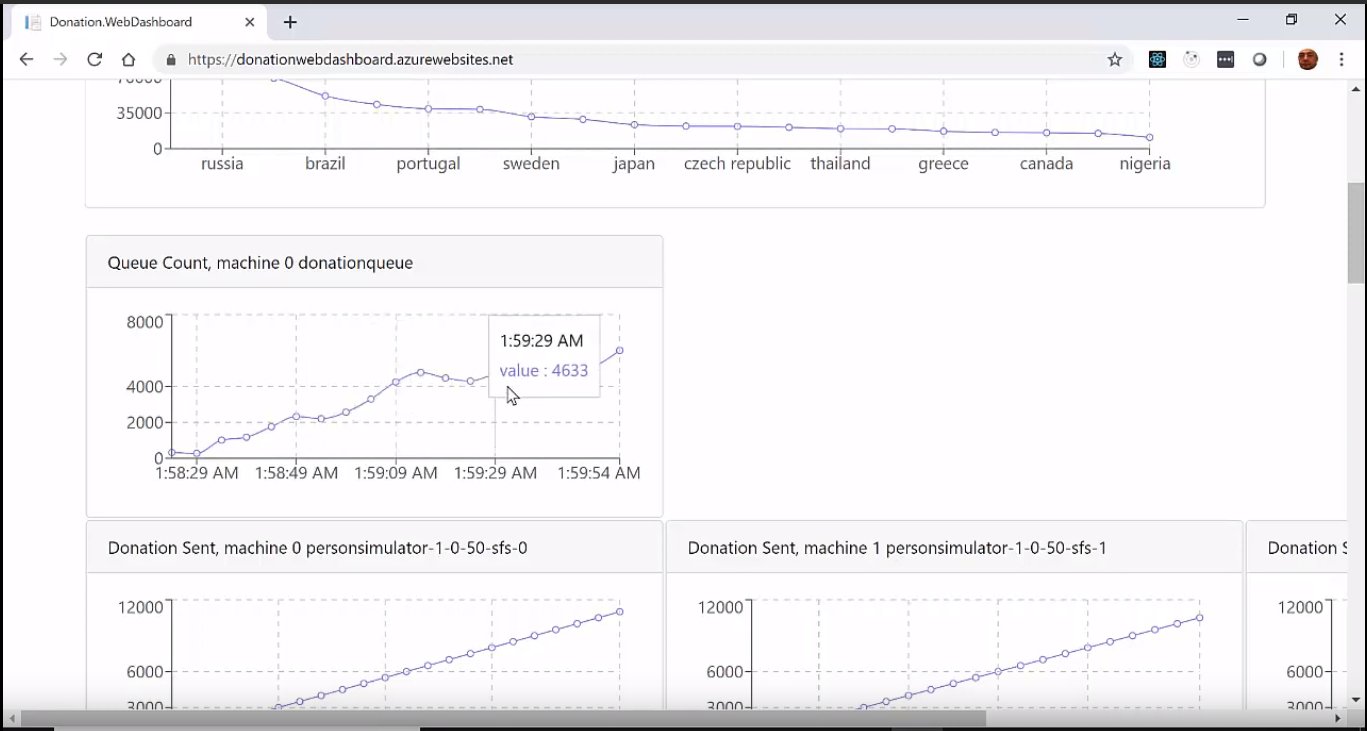 Donation.WebDashboard
https://donationwebdashboard.azurewebsites.net
70000
35000
0
russia brazil portugal sweden japan czech republic thailand greece canada nigeria
Queue Count, machine 0 donationqueue
8000
1:59:29 AM
value : 4633
4000
2000
0
1:58:29 AM 1:58:49 AM 1:59:09 AM 1:59:29 AM 1:59:54 AM
Donation Sent, machine 0 personsimulator-1-0-50-sfs-0 Donation Sent, machine 1 personsimulator-1-0-50-sfs-1 Donation
12000 12000 12000
6000 6000 6000
3000 3000 3000